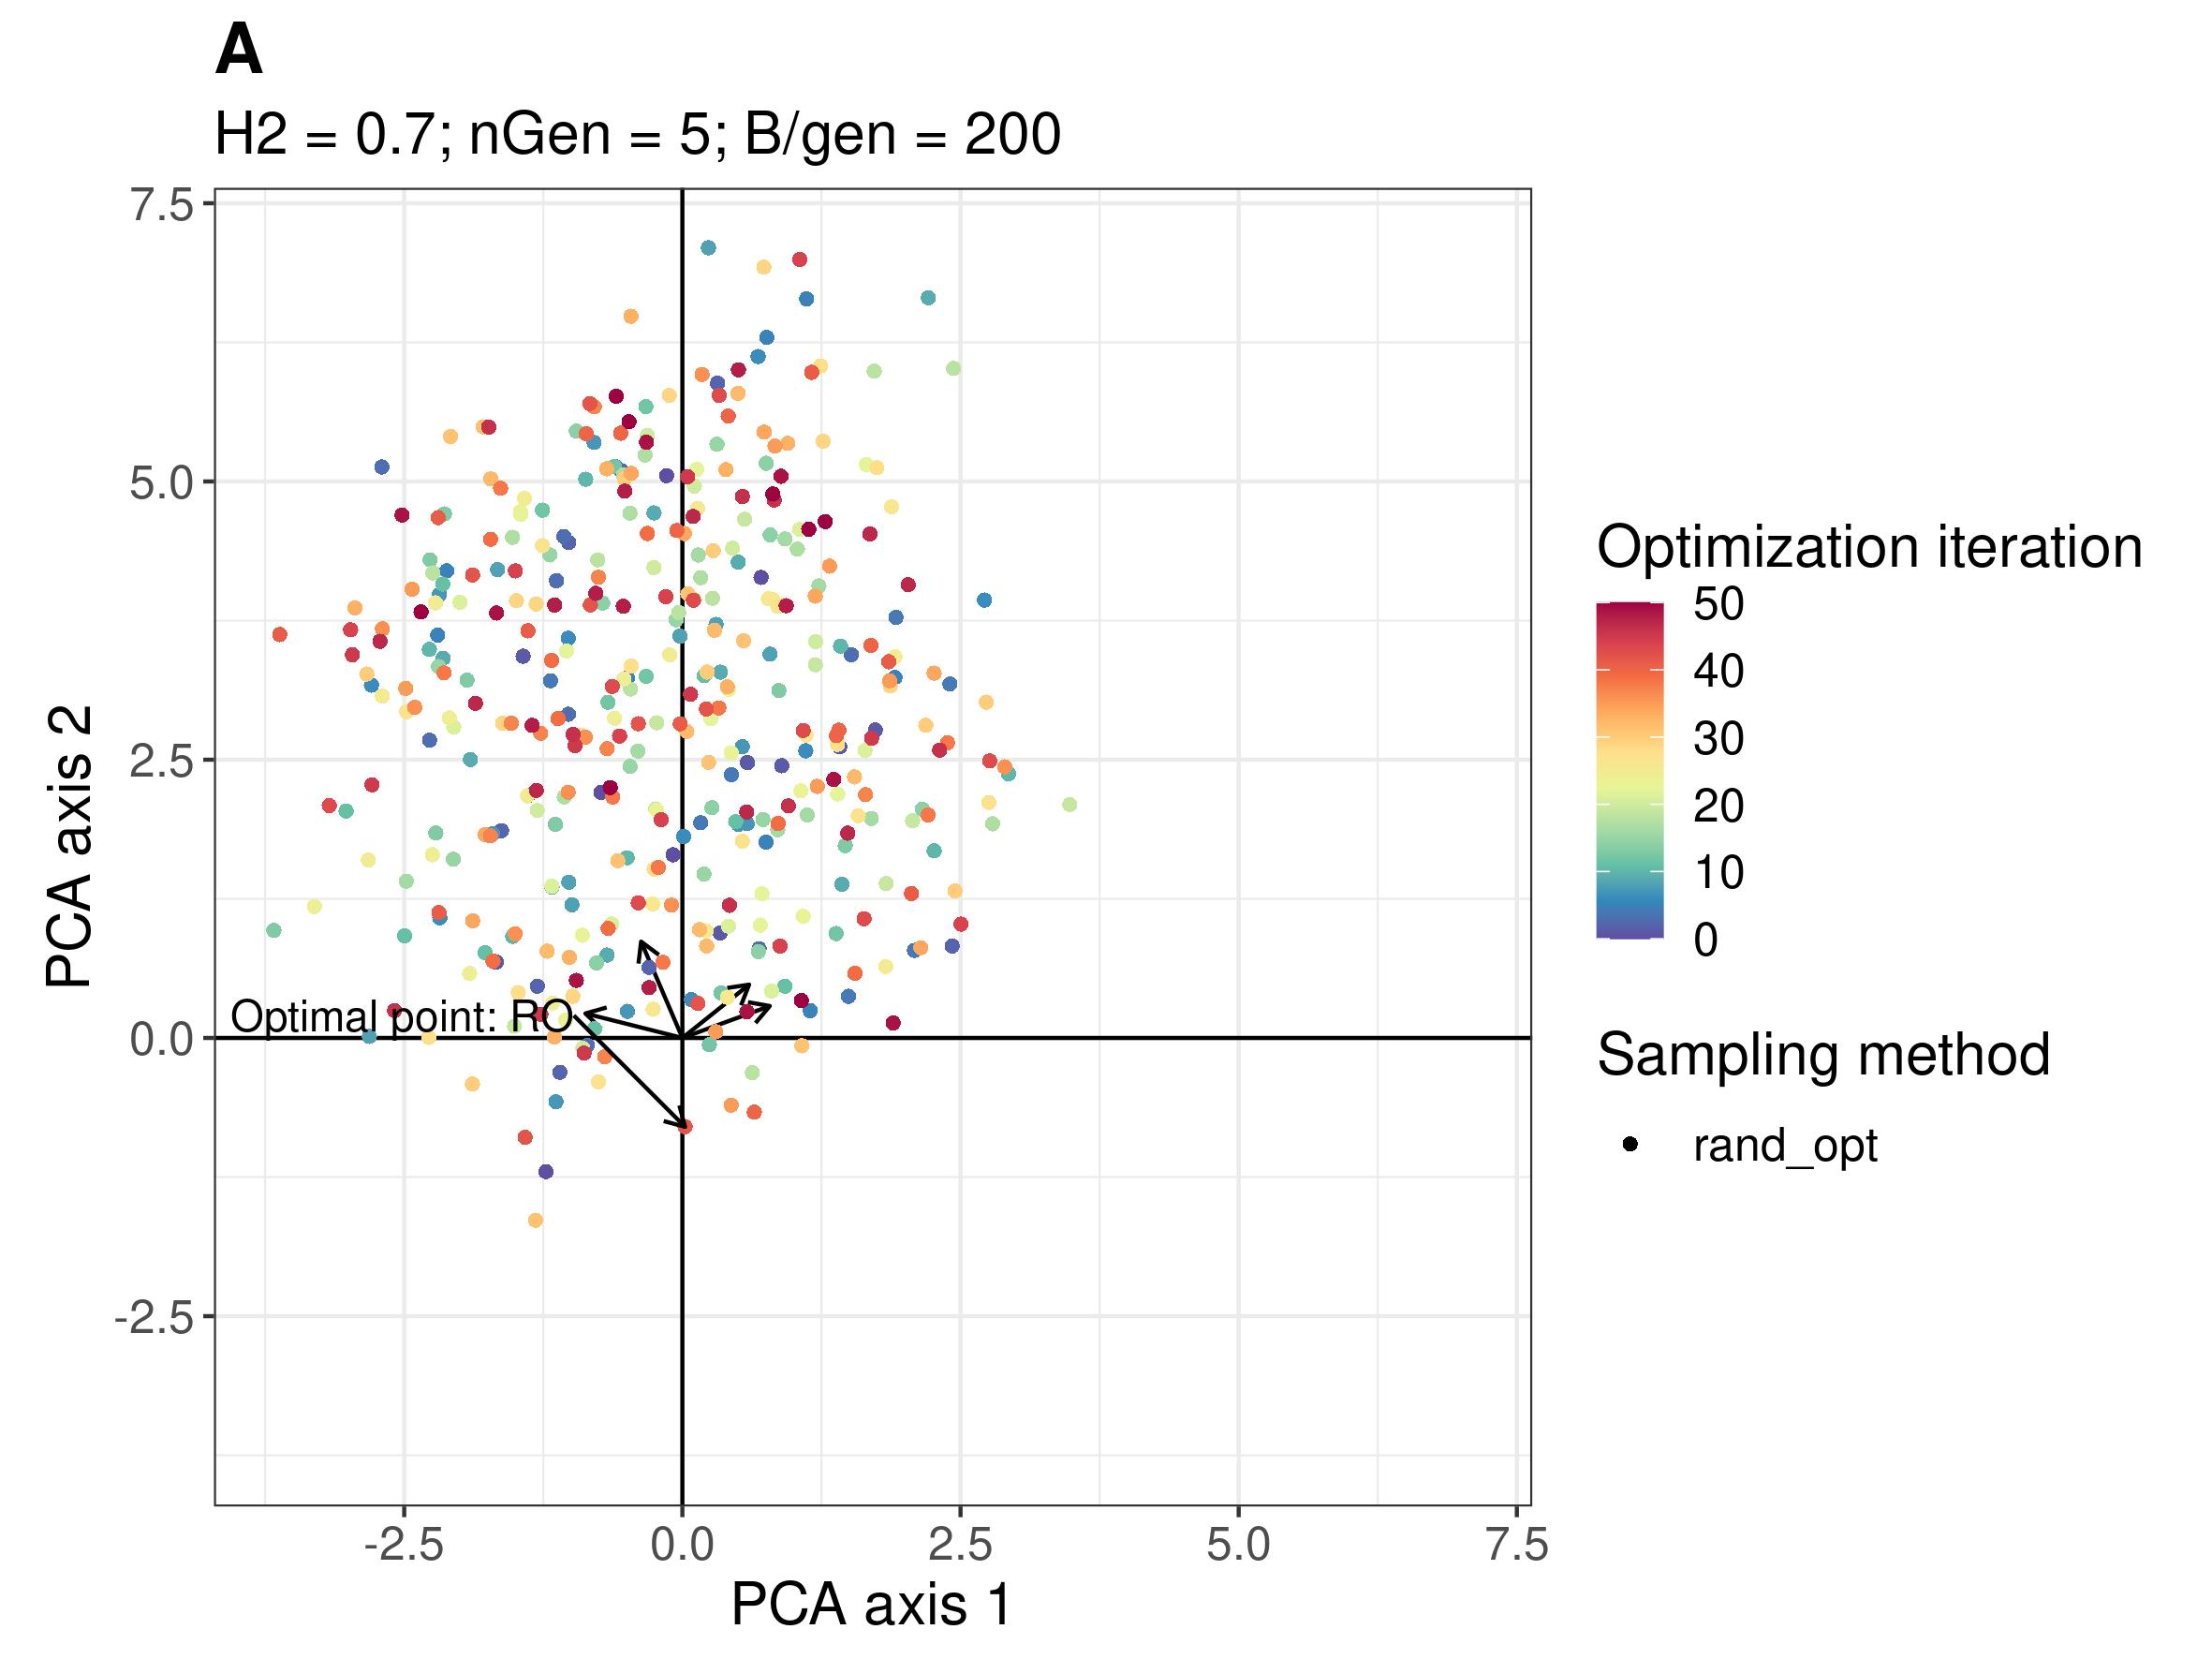 A
H2 = 0.7; nGen = 5; B/gen = 200
7.5
5.0
2.5
0.0
-2.5
PCA axis 2
Optimal point: RO
-2.5 0.0 2.5 5.0 7.5
PCA axis 1
Optimization iteration
50
40
30
20
10
0
Sampling method
rand_opt